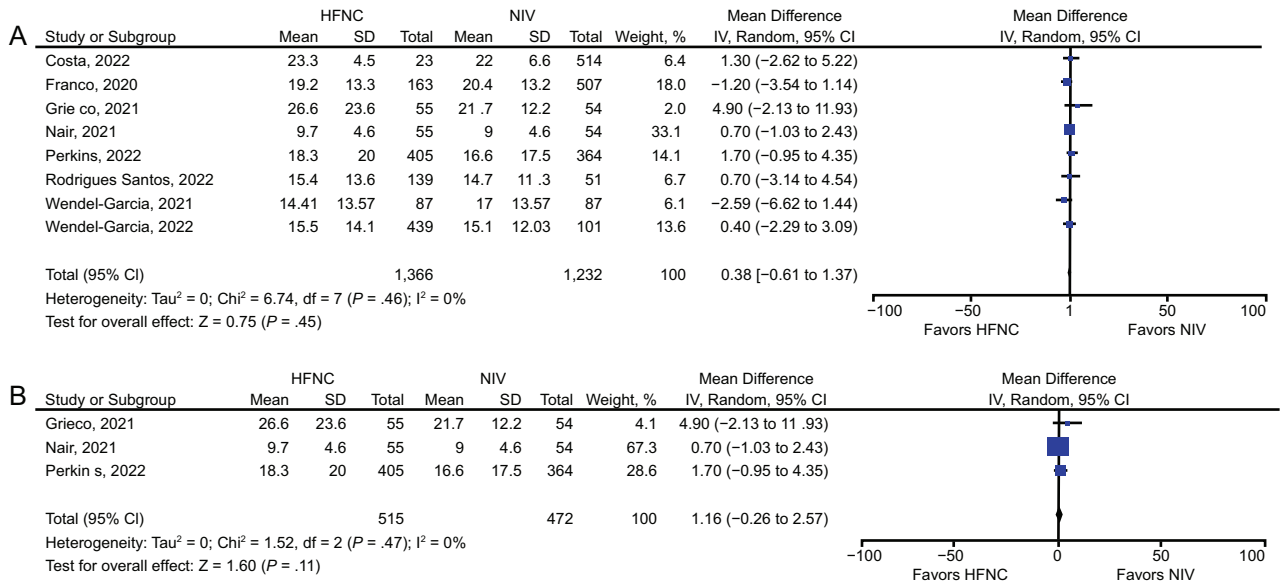 A
HFNC NIV Mean Difference Mean Difference
Study or Subgroup Mean SD Total Mean SD Total Weight, % IV, Random, 95% CI IV, Random, 95% CI
Costa, 2022 23.3 4.5 23 22 6.6 514 6.4 1.30 (−2.62 to 5.22)
Franco, 2020 19.2 13.3 163 20.4 13.2 507 18.0 −1.20 (−3.54 to 1.14)
Grie co, 2021 26.6 23.6 55 21 .7 12.2 54 2.0 4.90 (−2.13 to 11.93)
Nair, 2021 9.7 4.6 55 9 4.6 54 33.1 0.70 (−1.03 to 2.43)
Perkins, 2022 18.3 20 405 16.6 17.5 364 14.1 1.70 (−0.95 to 4.35)
Rodrigues Santos, 2022 15.4 13.6 139 14.7 11 .3 51 6.7 0.70 (−3.14 to 4.54)
Wendel-Garcia, 2021 14.41 13.57 87 17 13.57 87 6.1 −2.59 (−6.62 to 1.44)
Wendel-Garcia, 2022 15.5 14.1 439 15.1 12.03 101 13.6 0.40 (−2.29 to 3.09)
Total (95% CI) 1,366 1,232 100 0.38 [−0.61 to 1.37)
Heterogeneity: Tau² = 0; Chi² = 6.74, df = 7 (P = .46); I² = 0%
Test for overall effect: Z = 0.75 (P = .45)
−100 −50 1 50 100
Favors HFNC Favors NIV
B
HFNC NIV Mean Difference Mean Difference
Study or Subgroup Mean SD Total Mean SD Total Weight, % IV, Random, 95% CI IV, Random, 95% CI
Grieco, 2021 26.6 23.6 55 21.7 12.2 54 4.1 4.90 (−2.13 to 11 .93)
Nair, 2021 9.7 4.6 55 9 4.6 54 67.3 0.70 (−1.03 to 2.43)
Perkin s, 2022 18.3 20 405 16.6 17.5 364 28.6 1.70 (−0.95 to 4.35)
Total (95% CI) 515 472 100 1.16 (−0.26 to 2.57)
Heterogeneity: Tau² = 0; Chi² = 1.52, df = 2 (P = .47); I² = 0%
Test for overall effect: Z = 1.60 (P = .11)
−100 −50 0 50 100
Favors HFNC Favors NIV